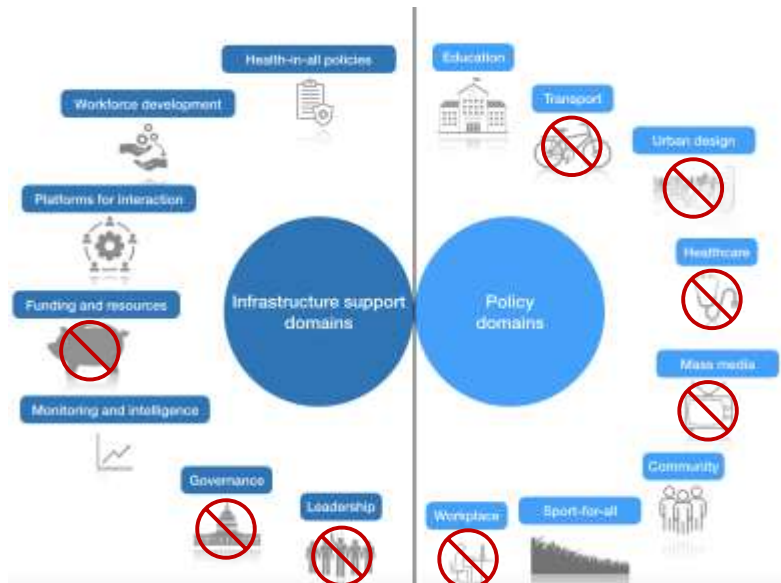 Health-in-all policies
Workforce development
Platforms for interaction
Funding and resources
Monitoring and intelligence
Governance
Leadership
Infrastructure support
domains
Policy
domains
Education
Transport
Urban design
Healthcare
Mass media
Community
Sport-for-all
Workplace